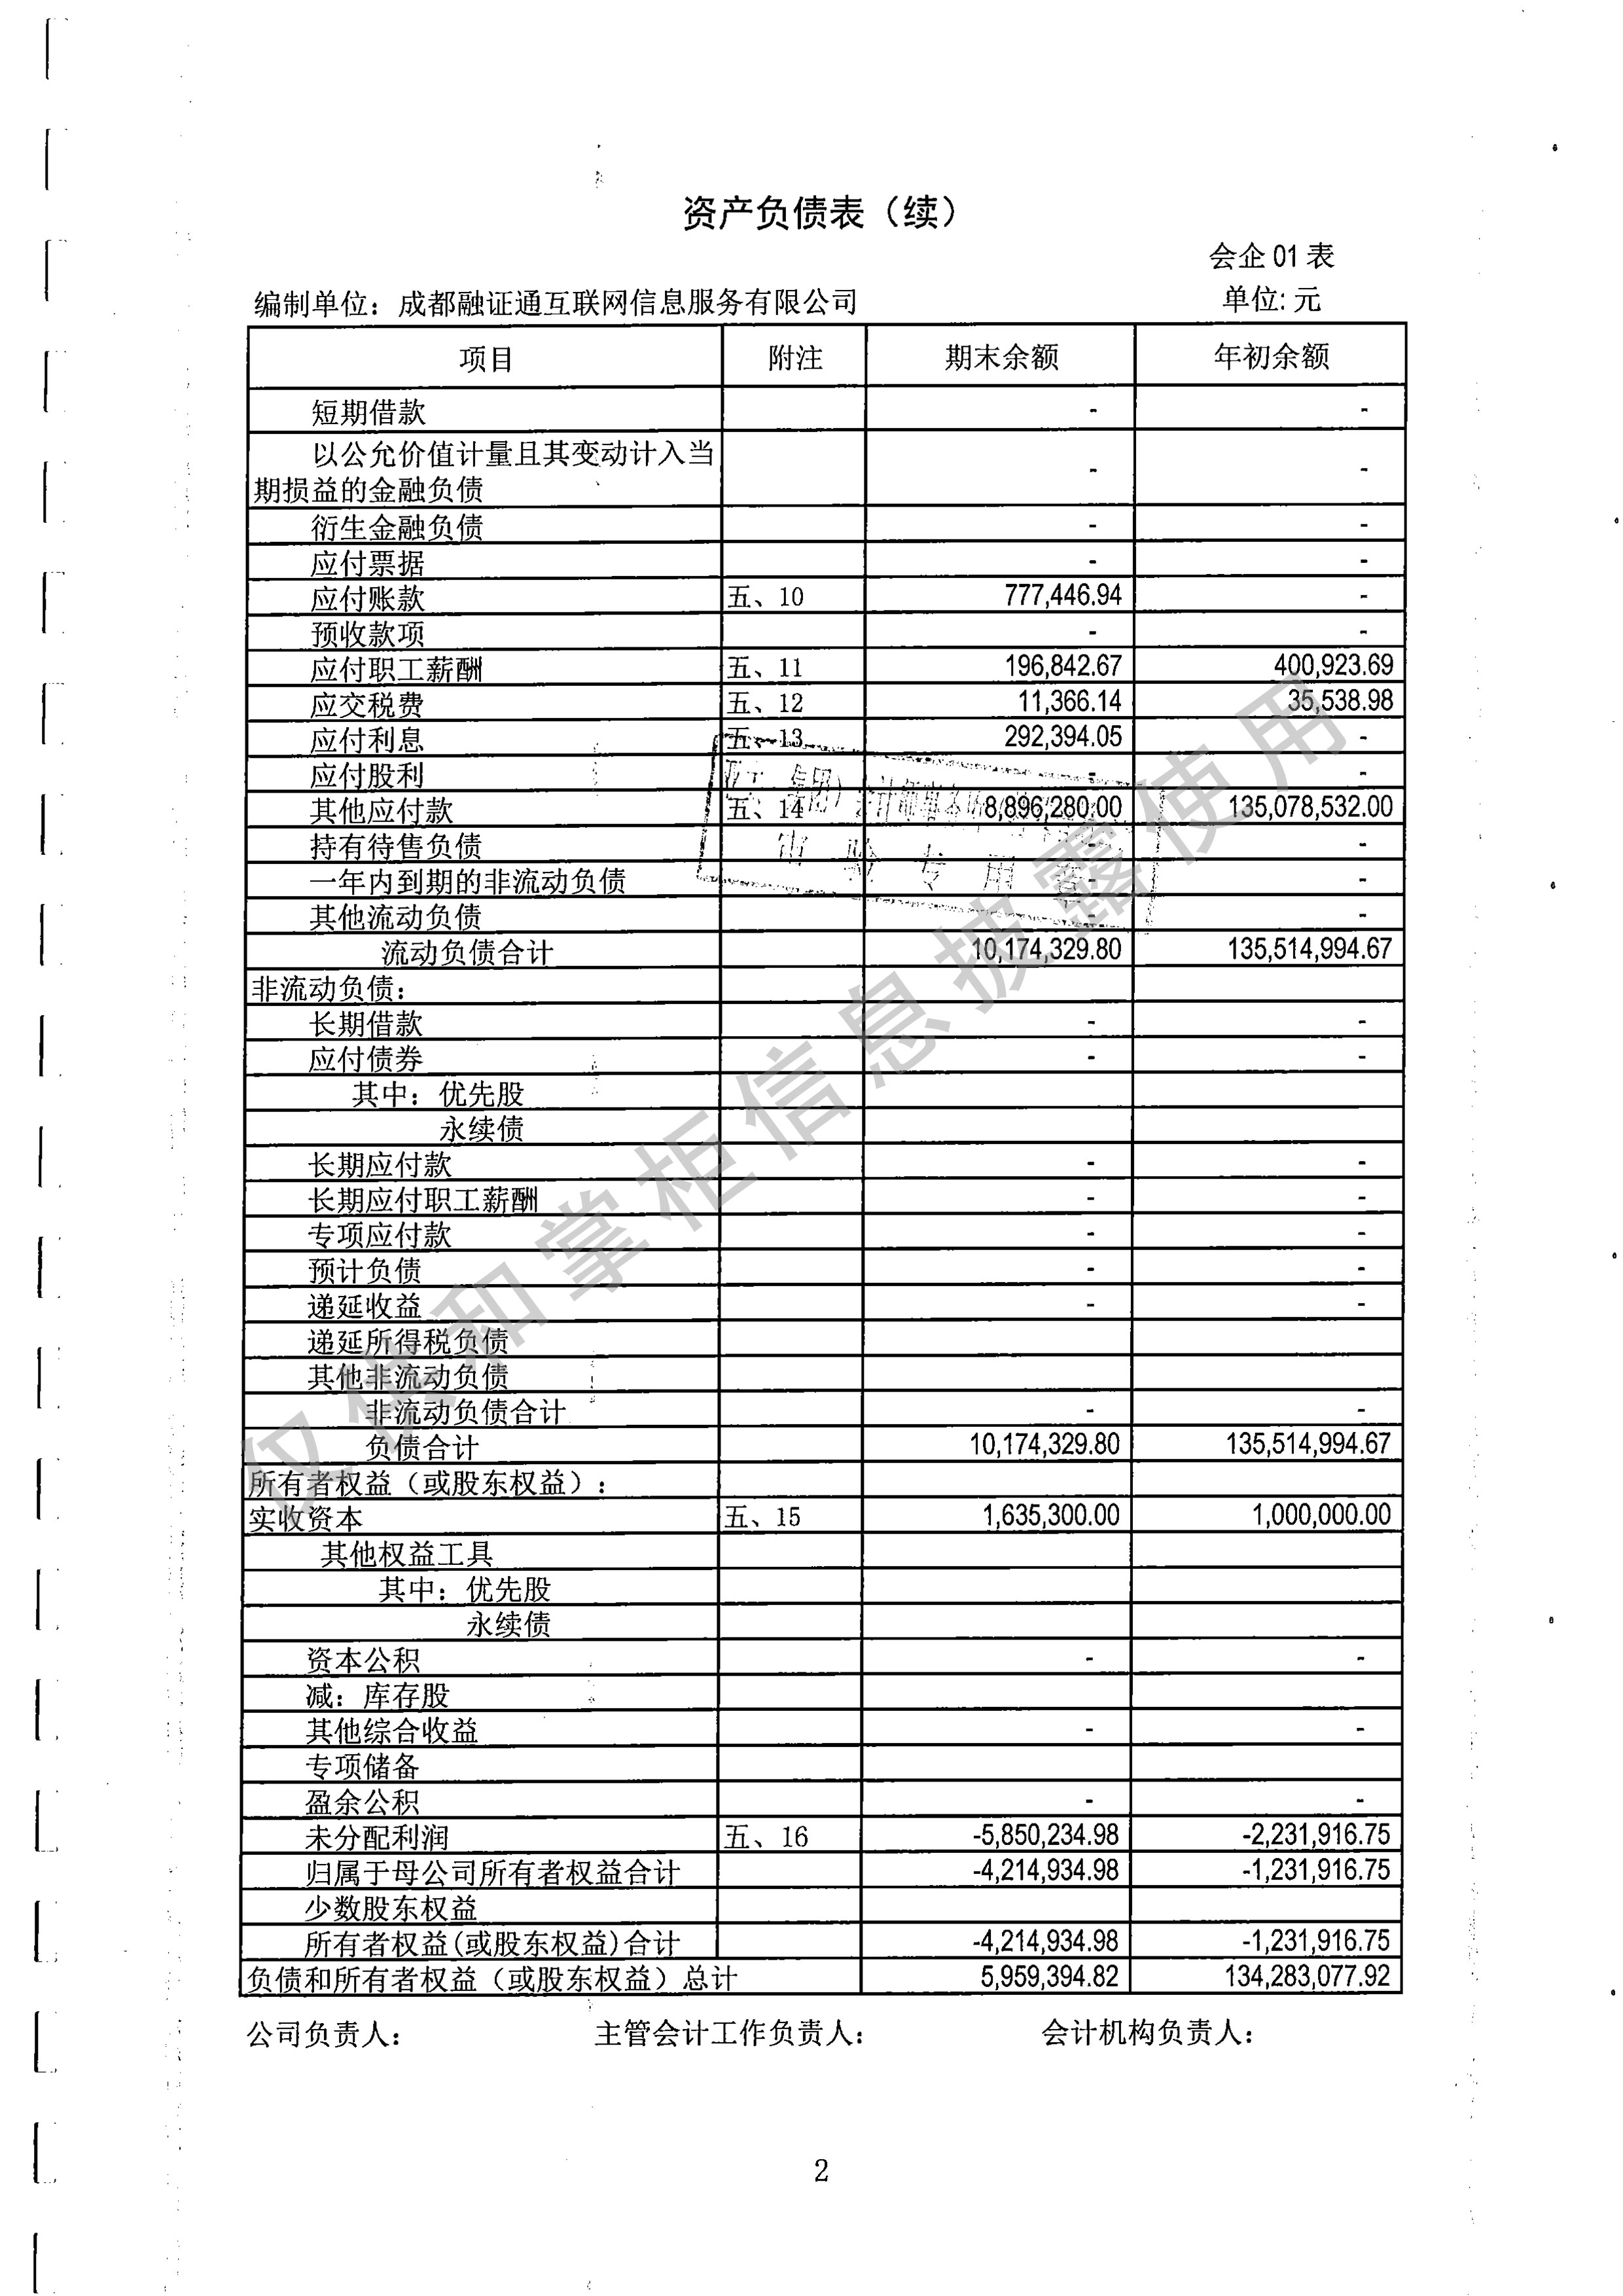 资产负债表（续）
会企 01 表
编制单位：成都融证通互联网信息服务有限公司 单位：元
项目 附注 期末余额 年初余额
短期借款 - -
以公允价值计量且其变动计入当
期损益的金融负债 - -
衍生金融负债 - -
应付票据 - -
应付账款 五、10 777,446.94 -
预收款项 - -
应付职工薪酬 五、11 196,842.67 400,923.69
应交税费 五、12 11,366.14 35,538.98
应付利息 五、13 292,394.05 -
应付股利 - -
其他应付款 五、14 8,896,280.00 135,078,532.00
持有待售负债 - -
一年内到期的非流动负债 - -
其他流动负债 - -
流动负债合计 10,174,329.80 135,514,994.67
非流动负债：
长期借款 - -
应付债券 - -
其中：优先股
永续债
长期应付款 - -
长期应付职工薪酬 - -
专项应付款 - -
预计负债 - -
递延收益 - -
递延所得税负债
其他非流动负债
非流动负债合计 - -
负债合计 10,174,329.80 135,514,994.67
所有者权益（或股东权益）：
实收资本 五、15 1,635,300.00 1,000,000.00
其他权益工具
其中：优先股
永续债
资本公积 - -
减：库存股
其他综合收益 - -
专项储备
盈余公积 - -
未分配利润 五、16 -5,850,234.98 -2,231,916.75
归属于母公司所有者权益合计 -4,214,934.98 -1,231,916.75
少数股东权益
所有者权益(或股东权益)合计 -4,214,934.98 -1,231,916.75
负债和所有者权益（或股东权益）总计 5,959,394.82 134,283,077.92
公司负责人： 主管会计工作负责人： 会计机构负责人：
2
专用章
仅供和掌柜信息披露使用